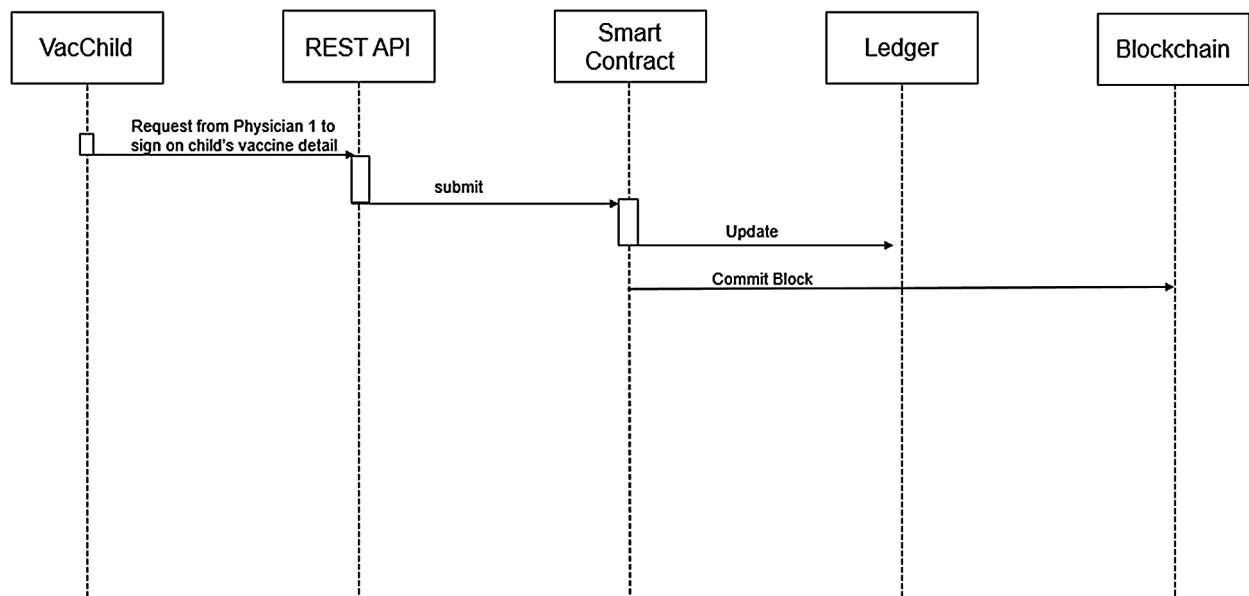 VacChild
REST API
Smart
Contract
Ledger
Blockchain
Request from Physician 1 to
sign on child's vaccine detail
submit
Update
Commit Block